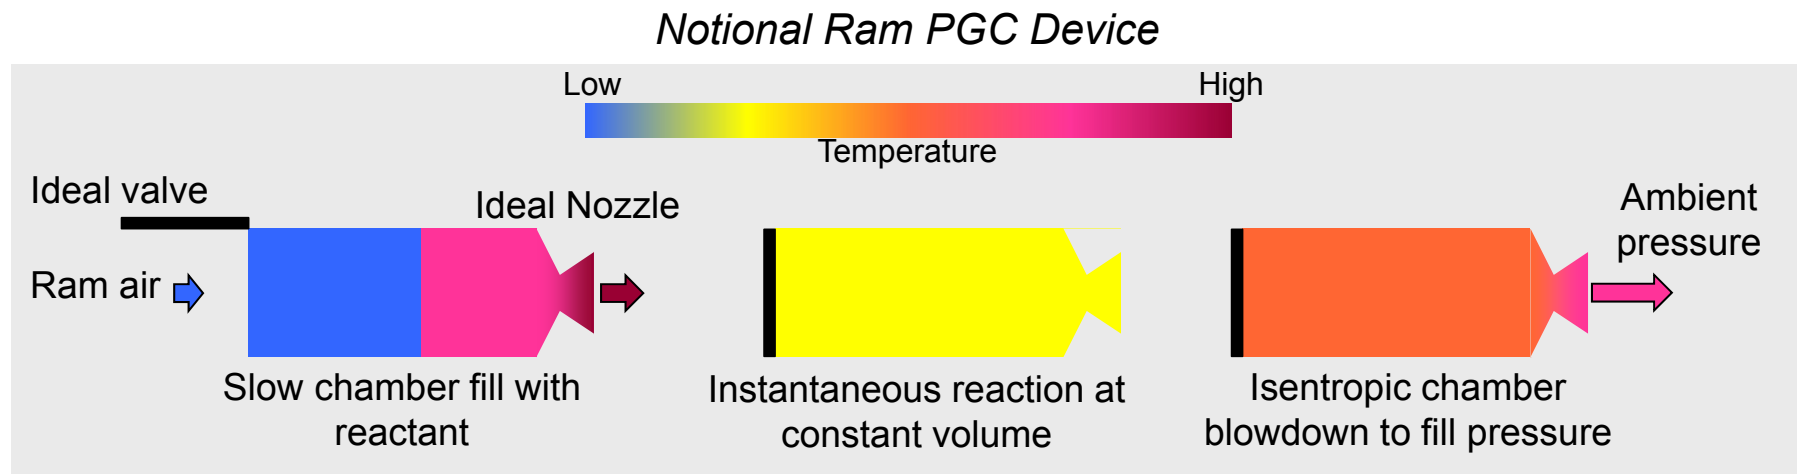 Notional Ram PGC Device
Low
High
Temperature
Ideal valve
Ideal Nozzle
Ram air
Ambient
pressure
Slow chamber fill with
reactant
Instantaneous reaction at
constant volume
Isentropic chamber
blowdown to fill pressure